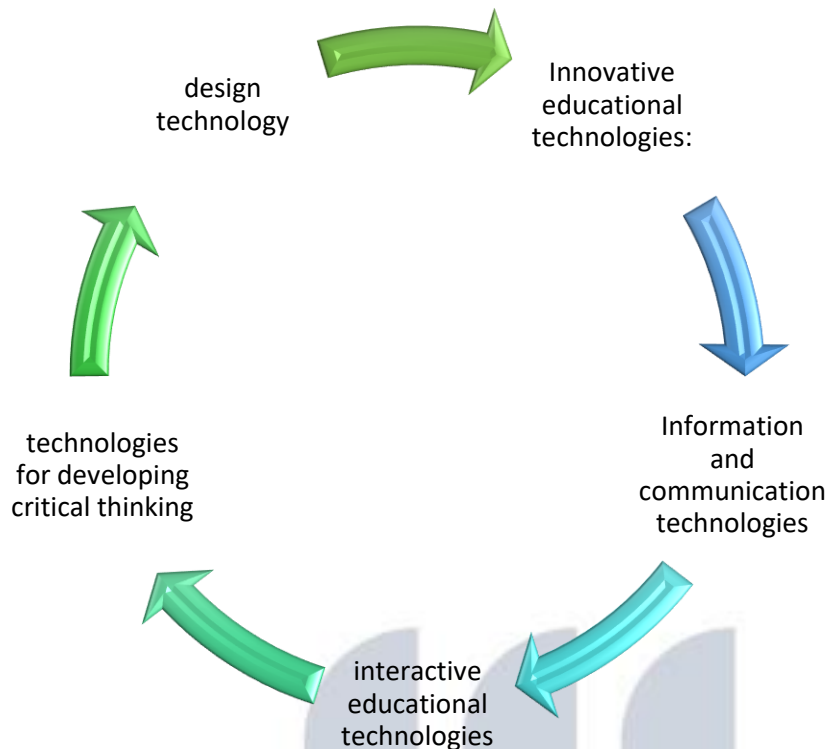 design
technology
Innovative
educational
technologies:
Information
and
communication
technologies
interactive
educational
technologies
technologies
for developing
critical thinking